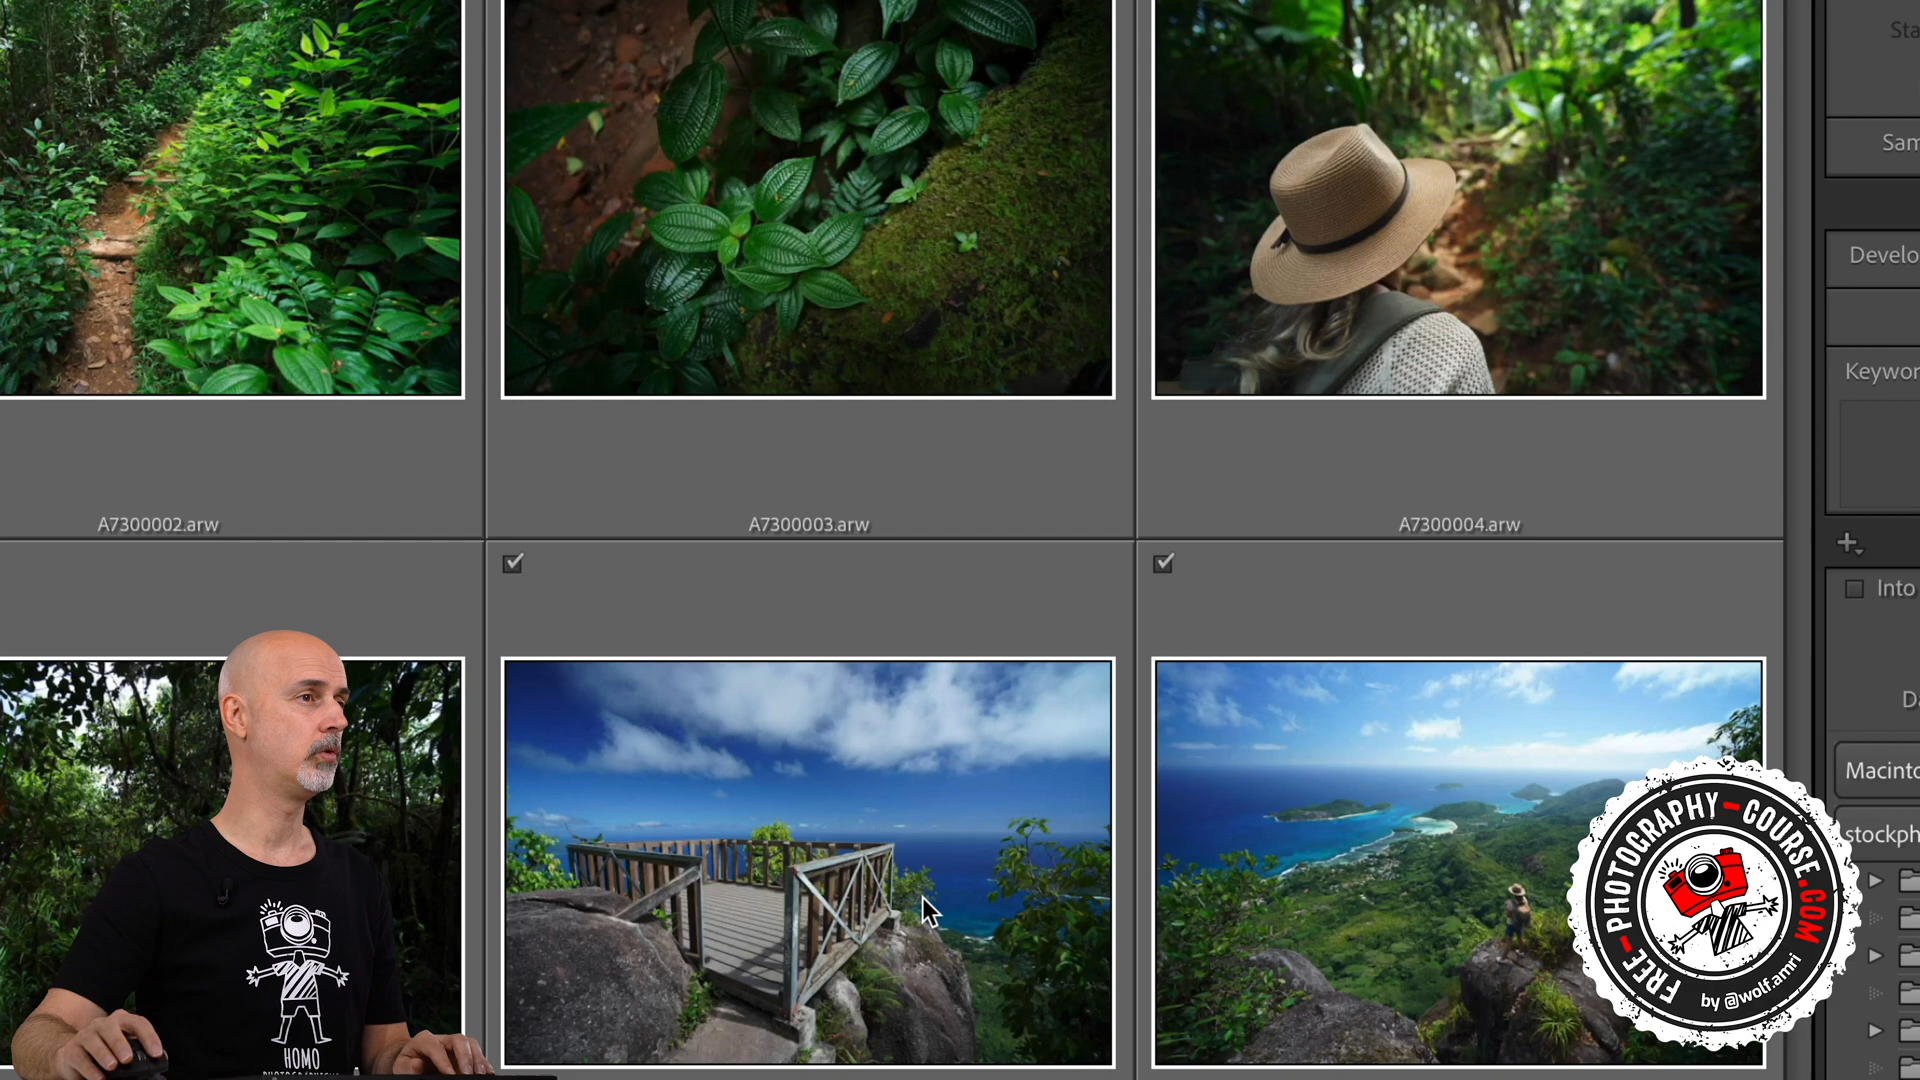 Sta
Sam
Develo
Keywor
A7300002.arw
A7300003.arw
A7300004.arw
Into
Da
Macinto
stockph
FREE-PHOTOGRAPHY-COURSE.COM
by @wolf.amri
HOMO